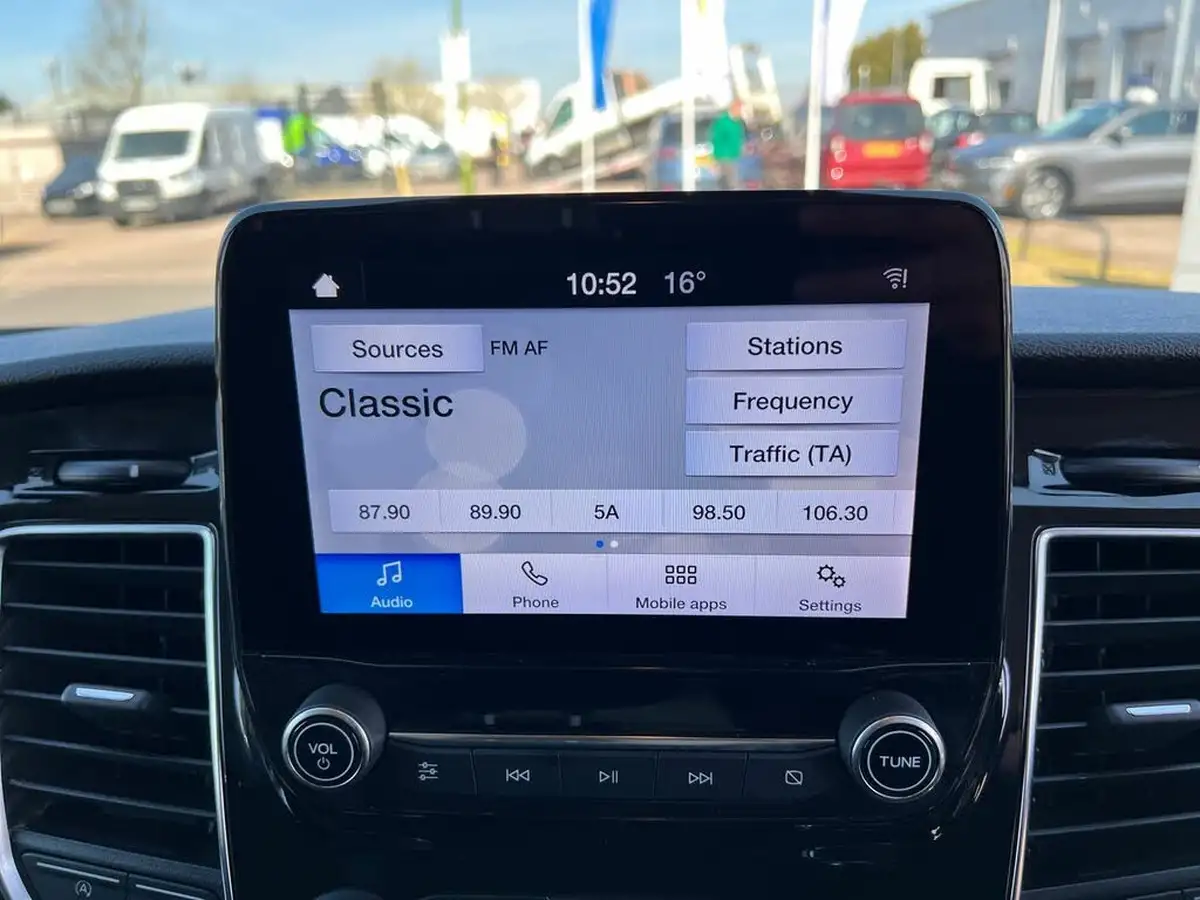 10:52 16°
Sources FM AF Stations
Classic Frequency
Traffic (TA)
87.90 89.90 5A 98.50 106.30
Audio Phone Mobile apps Settings
VOL TUNE
A